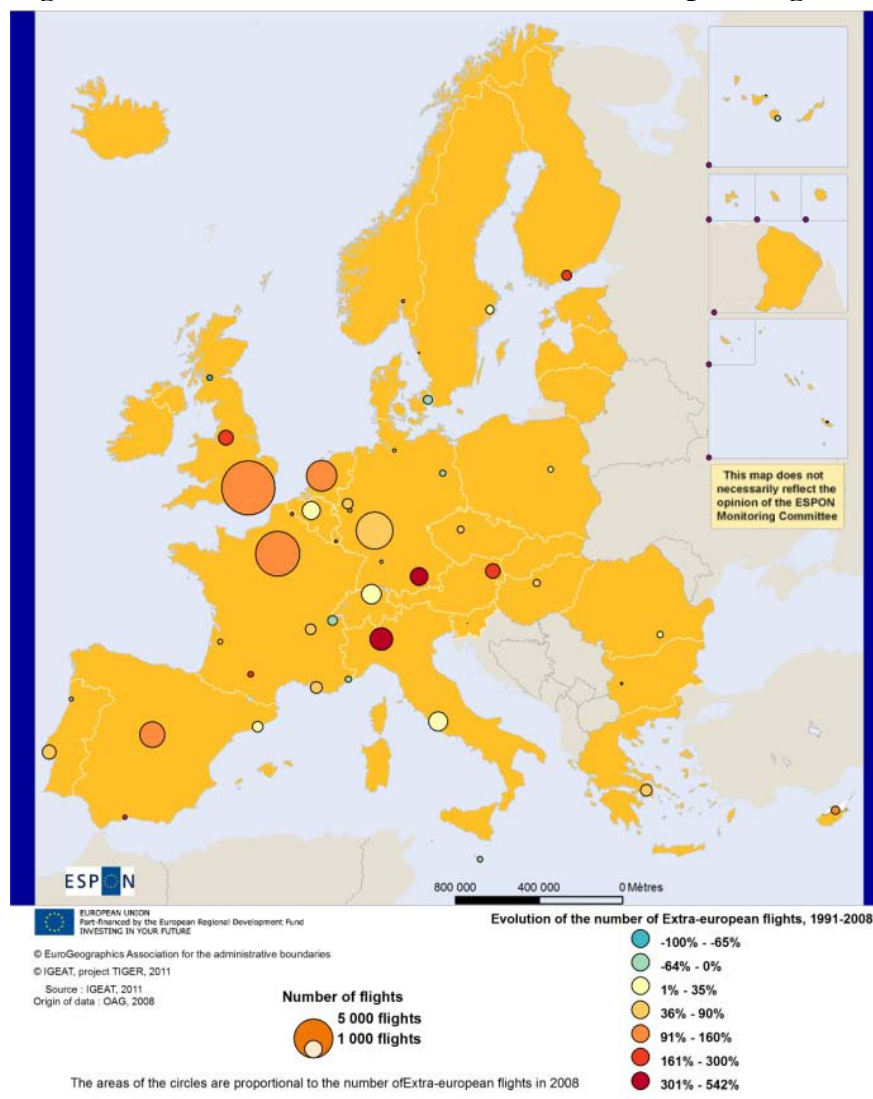 This map does not
necessarily reflect the
opinion of the ESPON
Monitoring Committee
ESPON
800 000 400 000 0 Mètres
EUROPEAN UNION
Part-financed by the European Regional Development Fund
INVESTING IN YOUR FUTURE
© EuroGeographics Association for the administrative boundaries
© IGEAT, project TIGER, 2011
Source : IGEAT, 2011
Origin of data : OAG, 2008
Number of flights
5 000 flights
1 000 flights
Evolution of the number of Extra-european flights, 1991-2008
-100% - -65%
-64% - 0%
1% - 35%
36% - 90%
91% - 160%
161% - 300%
301% - 542%
The areas of the circles are proportional to the number ofExtra-european flights in 2008